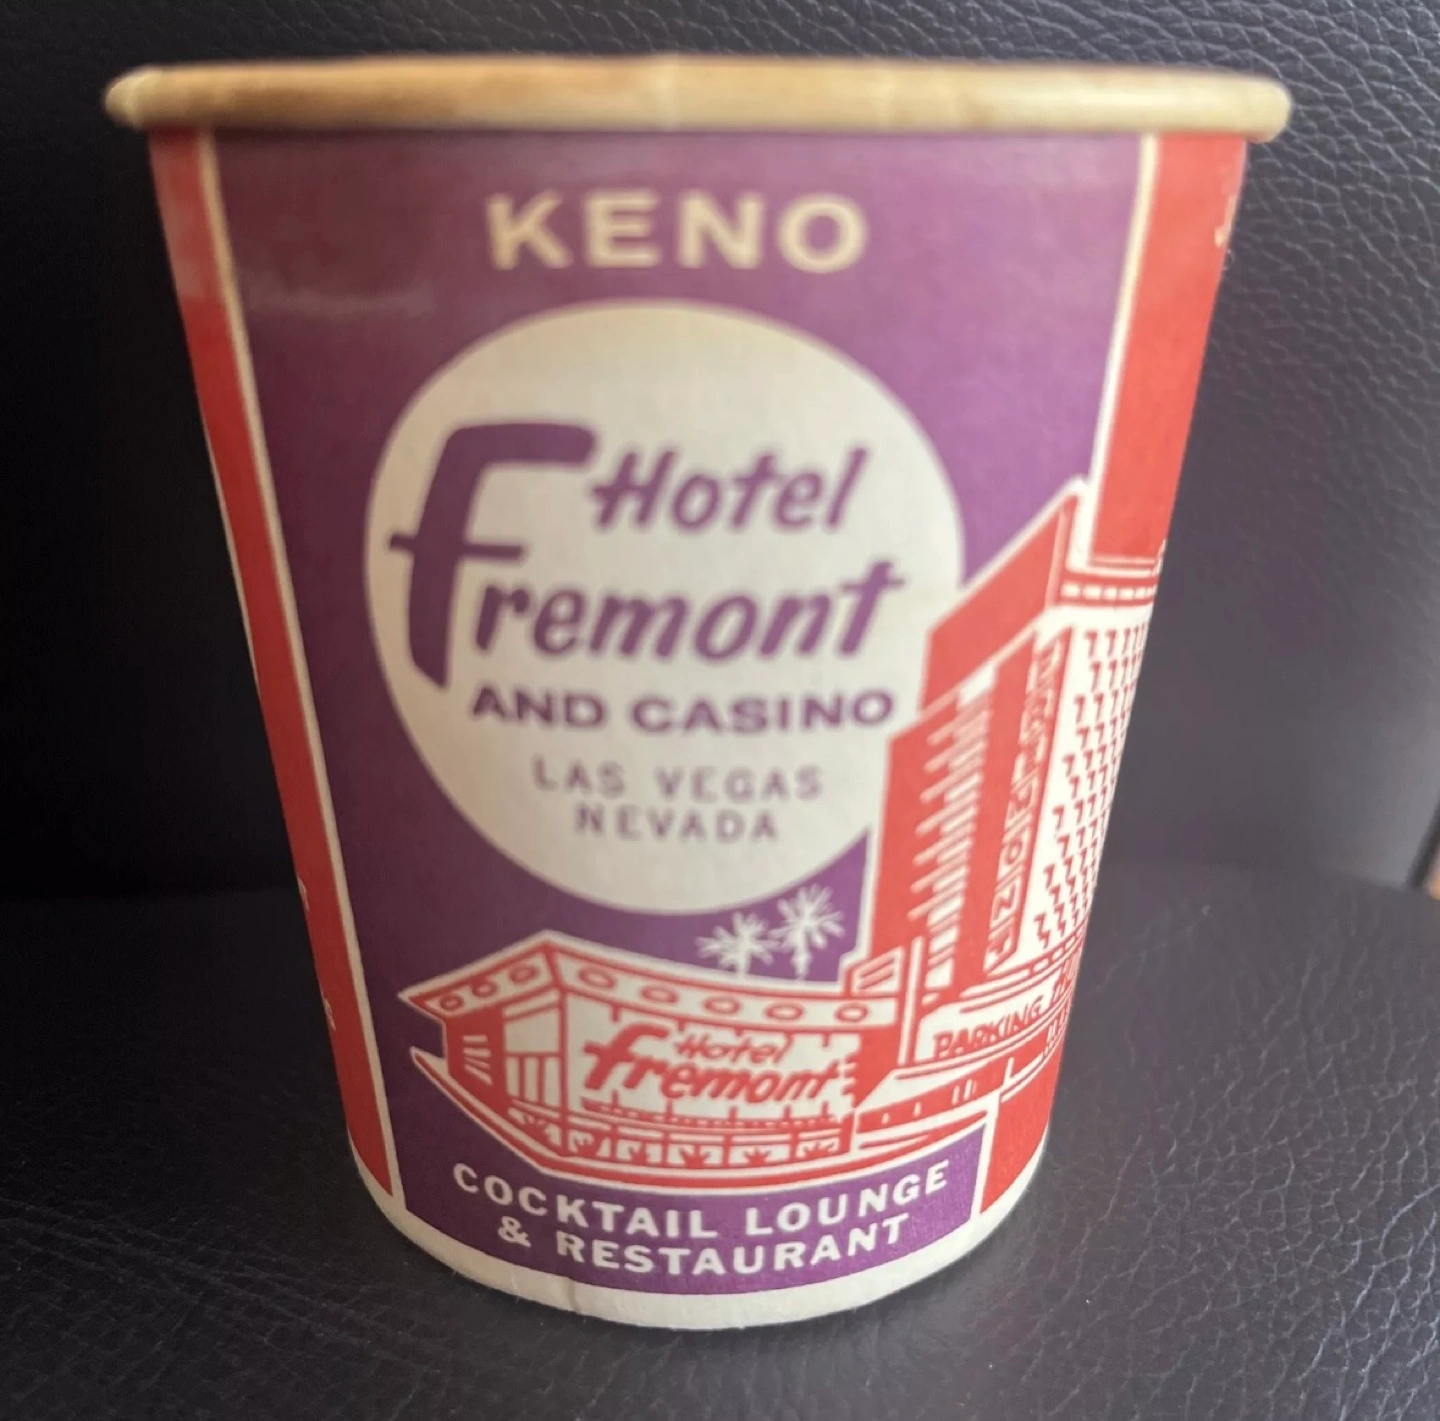 KENO
Hotel
Fremont
AND CASINO
LAS VEGAS
NEVADA
Hotel
Fremont
PARKING
COCKTAIL LOUNGE
& RESTAURANT